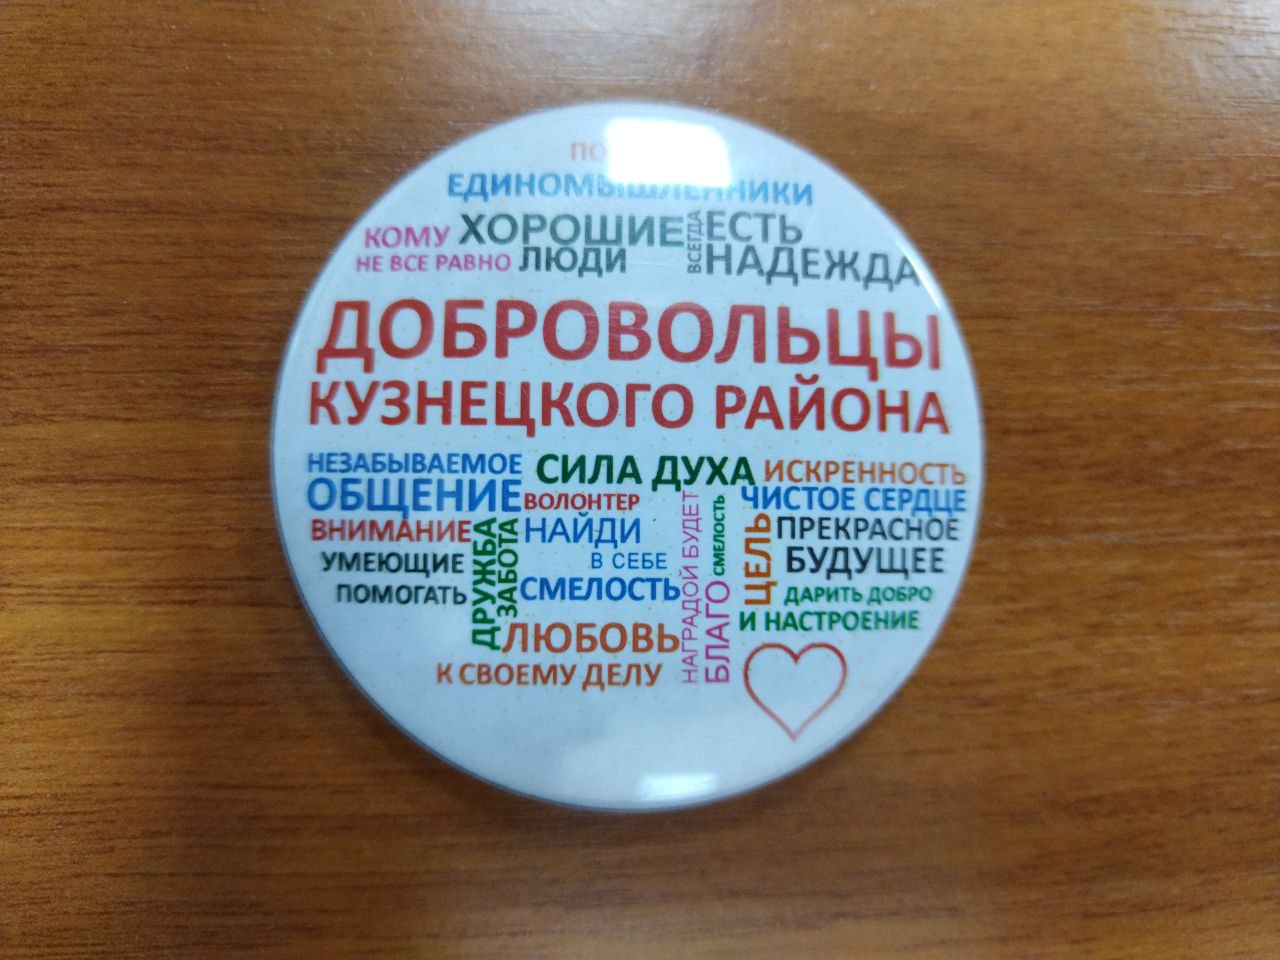 ЕДИНОМЫШЛЕННИКИ
КОМУ
НЕ ВСЕ РАВНО
ХОРОШИЕ
ЛЮДИ
ВСЕГДА
ЕСТЬ
НАДЕЖДА
ДОБРОВОЛЬЦЫ
КУЗНЕЦКОГО РАЙОНА
НЕЗАБЫВАЕМОЕ
ОБЩЕНИЕ
СИЛА ДУХА
ИСКРЕННОСТЬ
ВОЛОНТЕР
ЧИСТОЕ СЕРДЦЕ
ВНИМАНИЕ
УМЕЮЩИЕ
ПОМОГАТЬ
ДРУЖБА
ЗАБОТА
НАЙДИ
В СЕБЕ
СМЕЛОСТЬ
НАГРАДОЙ БУДЕТ
СМЕЛОСТЬ
БЛАГО
ЦЕЛЬ
ПРЕКРАСНОЕ
БУДУЩЕЕ
ДАРИТЬ ДОБРО
И НАСТРОЕНИЕ
ЛЮБОВЬ
К СВОЕМУ ДЕЛУ